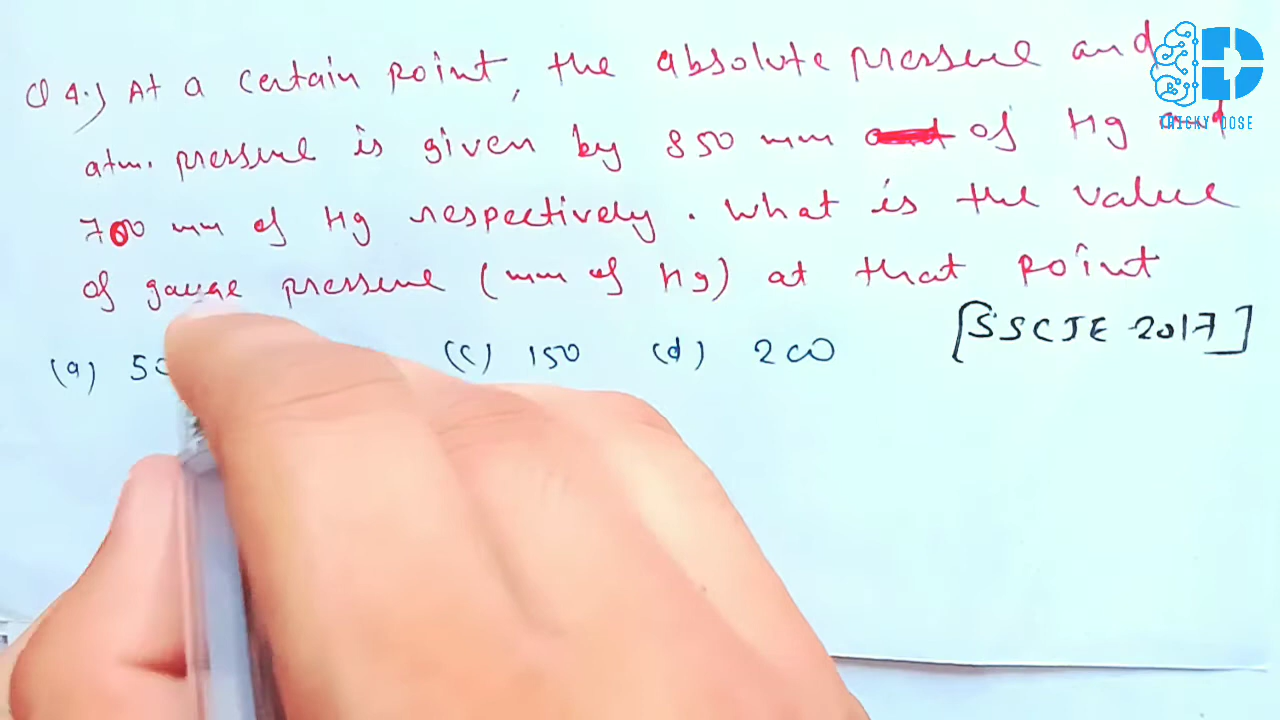 Q 4.) At a certain point, the absolute pressure and
atm. pressure is given by 850 mm of Hg and
700 mm of Hg respectively. What is the value
of gauge pressure (mm of Hg) at that point
[SSCJE 2017]
(a) (c) 150 (d) 200
TRICKY DOSE